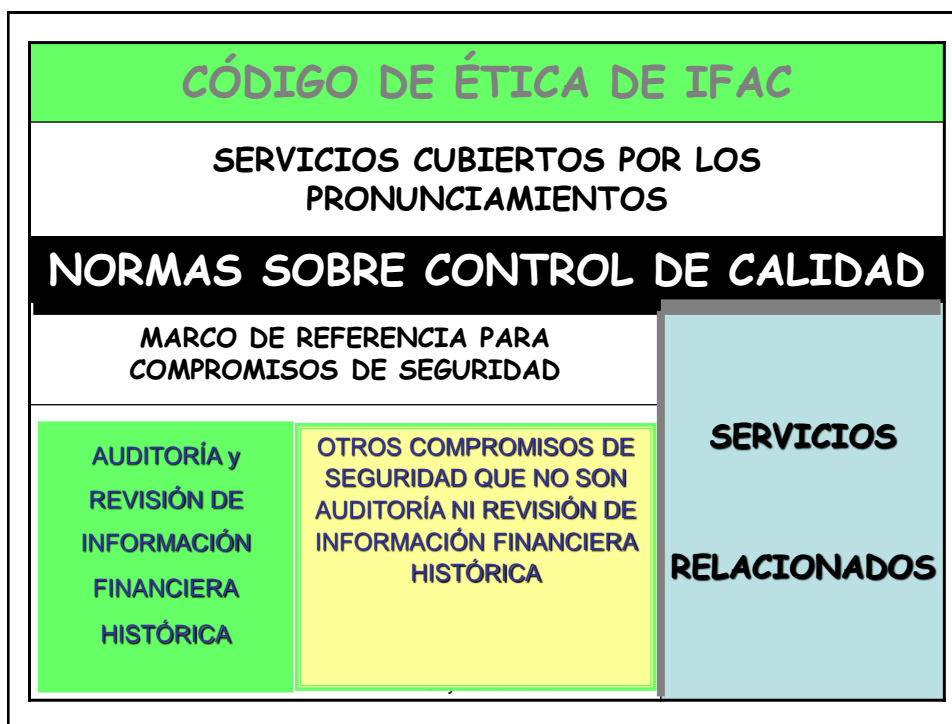 CÓDIGO DE ÉTICA DE IFAC
SERVICIOS CUBIERTOS POR LOS
PRONUNCIAMIENTOS
NORMAS SOBRE CONTROL DE CALIDAD
MARCO DE REFERENCIA PARA
COMPROMISOS DE SEGURIDAD
AUDITORÍA y
REVISIÓN DE
INFORMACIÓN
FINANCIERA
HISTÓRICA
OTROS COMPROMISOS DE
SEGURIDAD QUE NO SON
AUDITORÍA NI REVISIÓN DE
INFORMACIÓN FINANCIERA
HISTÓRICA
SERVICIOS
RELACIONADOS